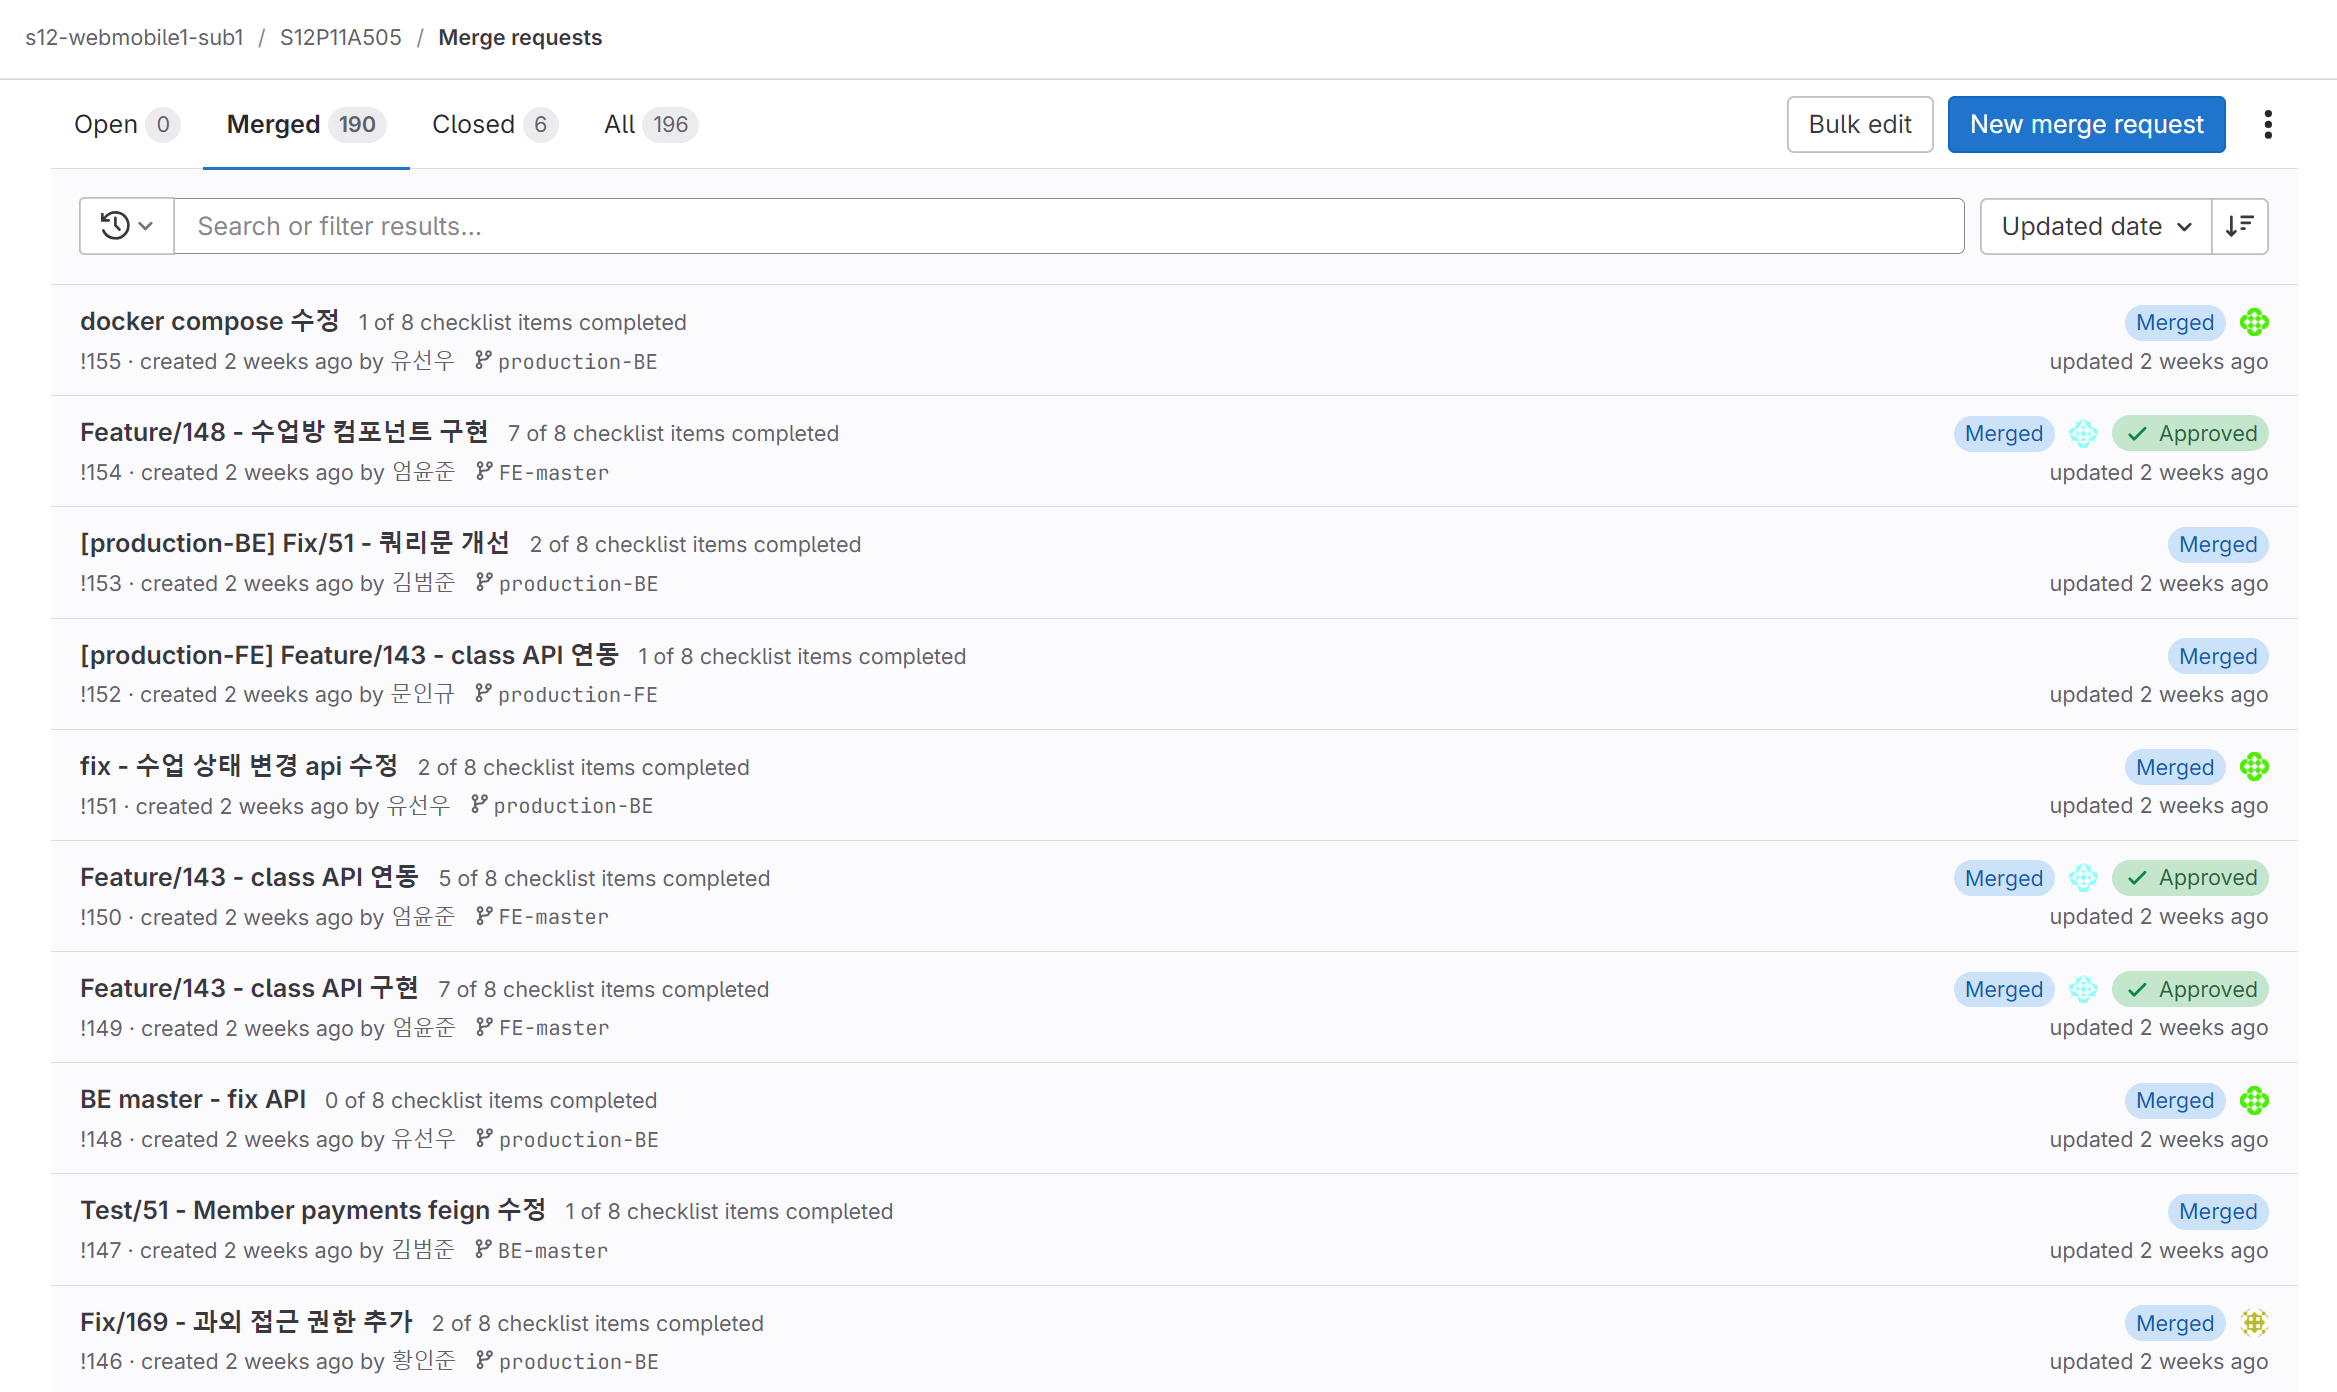 s12-webmobile1-sub1 / S12P11A505 / Merge requests
Open 0 Merged 190 Closed 6 All 196 Bulk edit New merge request
Search or filter results... Updated date
docker compose 수정 1 of 8 checklist items completed Merged
!155 · created 2 weeks ago by 유선우 production-BE updated 2 weeks ago
Feature/148 - 수업방 컴포넌트 구현 7 of 8 checklist items completed Merged Approved
!154 · created 2 weeks ago by 엄윤준 FE-master updated 2 weeks ago
[production-BE] Fix/51 - 쿼리문 개선 2 of 8 checklist items completed Merged
!153 · created 2 weeks ago by 김범준 production-BE updated 2 weeks ago
[production-FE] Feature/143 - class API 연동 1 of 8 checklist items completed Merged
!152 · created 2 weeks ago by 문인규 production-FE updated 2 weeks ago
fix - 수업 상태 변경 api 수정 2 of 8 checklist items completed Merged
!151 · created 2 weeks ago by 유선우 production-BE updated 2 weeks ago
Feature/143 - class API 연동 5 of 8 checklist items completed Merged Approved
!150 · created 2 weeks ago by 엄윤준 FE-master updated 2 weeks ago
Feature/143 - class API 구현 7 of 8 checklist items completed Merged Approved
!149 · created 2 weeks ago by 엄윤준 FE-master updated 2 weeks ago
BE master - fix API 0 of 8 checklist items completed Merged
!148 · created 2 weeks ago by 유선우 production-BE updated 2 weeks ago
Test/51 - Member payments feign 수정 1 of 8 checklist items completed Merged
!147 · created 2 weeks ago by 김범준 BE-master updated 2 weeks ago
Fix/169 - 과외 접근 권한 추가 2 of 8 checklist items completed Merged
!146 · created 2 weeks ago by 황인준 production-BE updated 2 weeks ago